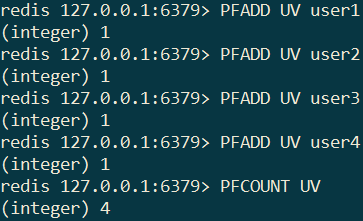 redis 127.0.0.1:6379> PFADD UV user1
(integer) 1
redis 127.0.0.1:6379> PFADD UV user2
(integer) 1
redis 127.0.0.1:6379> PFADD UV user3
(integer) 1
redis 127.0.0.1:6379> PFADD UV user4
(integer) 1
redis 127.0.0.1:6379> PFCOUNT UV
(integer) 4